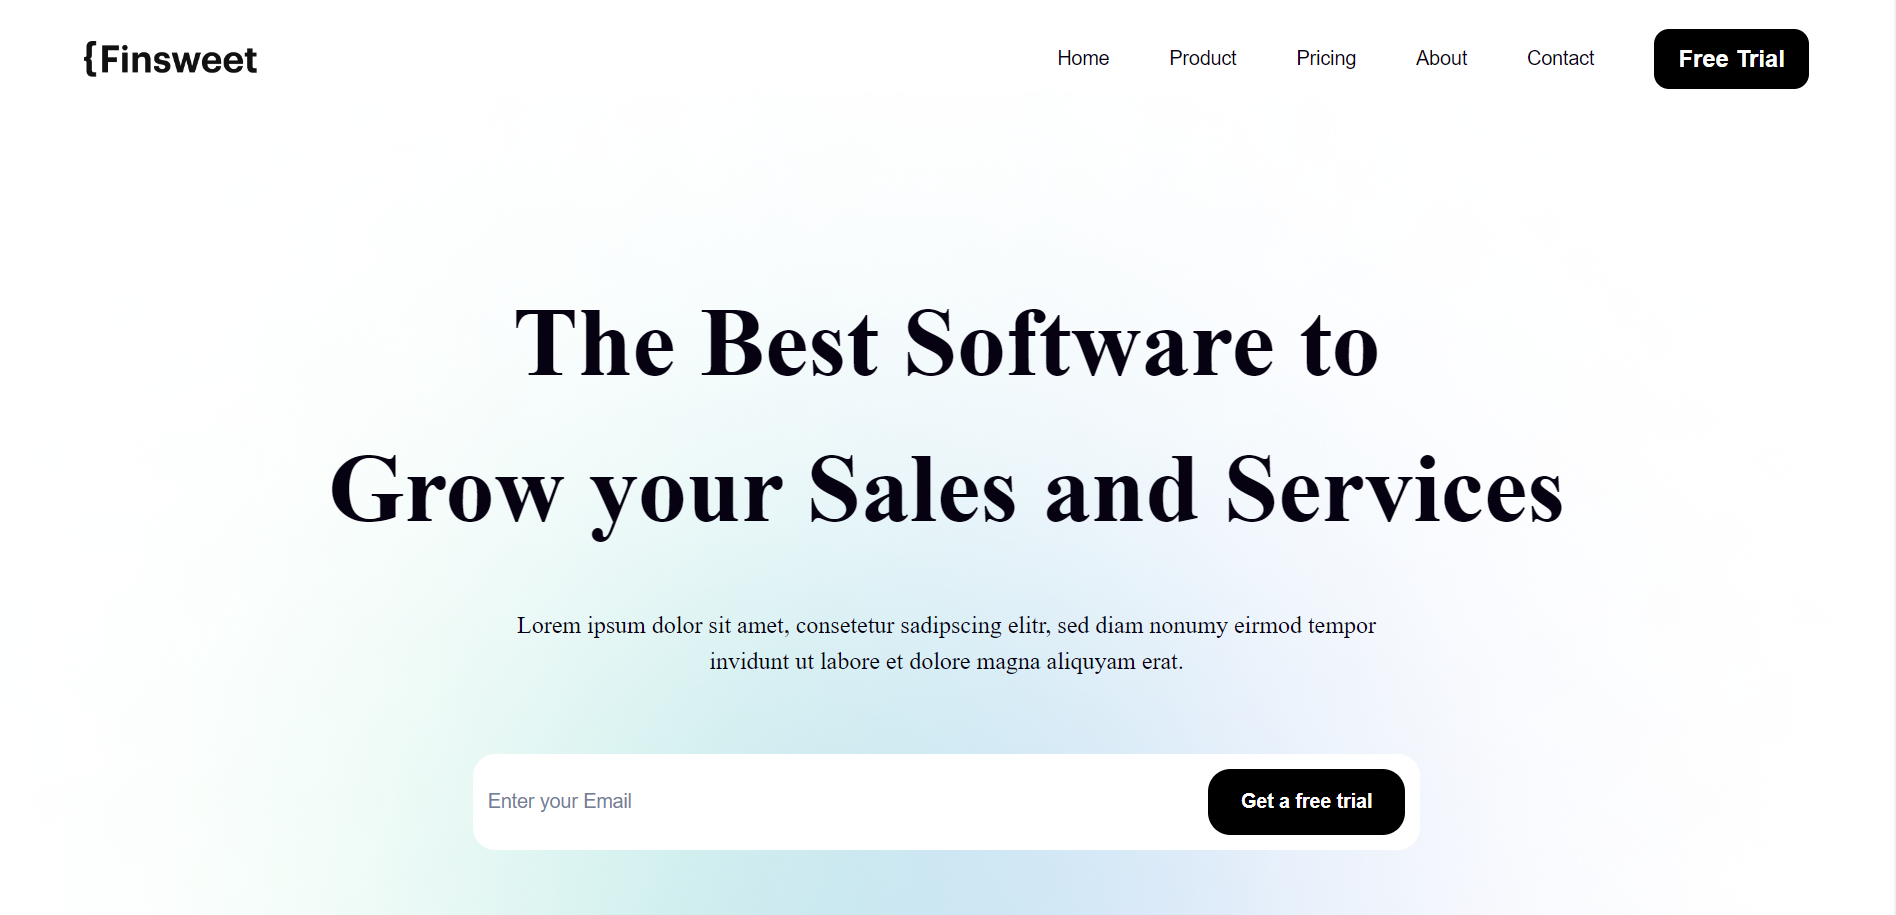 {Finsweet
Home Product Pricing About Contact Free Trial
The Best Software to
Grow your Sales and Services
Lorem ipsum dolor sit amet, consetetur sadipscing elitr, sed diam nonumy eirmod tempor
invidunt ut labore et dolore magna aliquyam erat.
Enter your Email Get a free trial